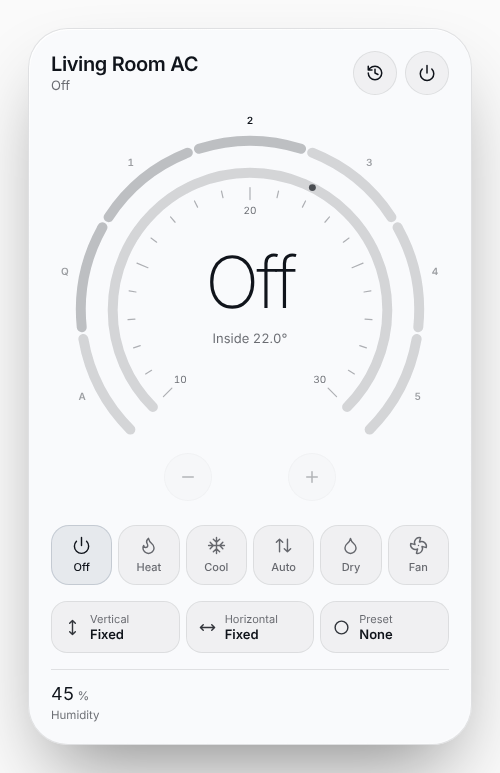 Living Room AC
Off
2
1
3
Q
4
A
5
20
10
30
Off
Inside 22.0°
Off
Heat
Cool
Auto
Dry
Fan
Vertical
Fixed
Horizontal
Fixed
Preset
None
45 %
Humidity